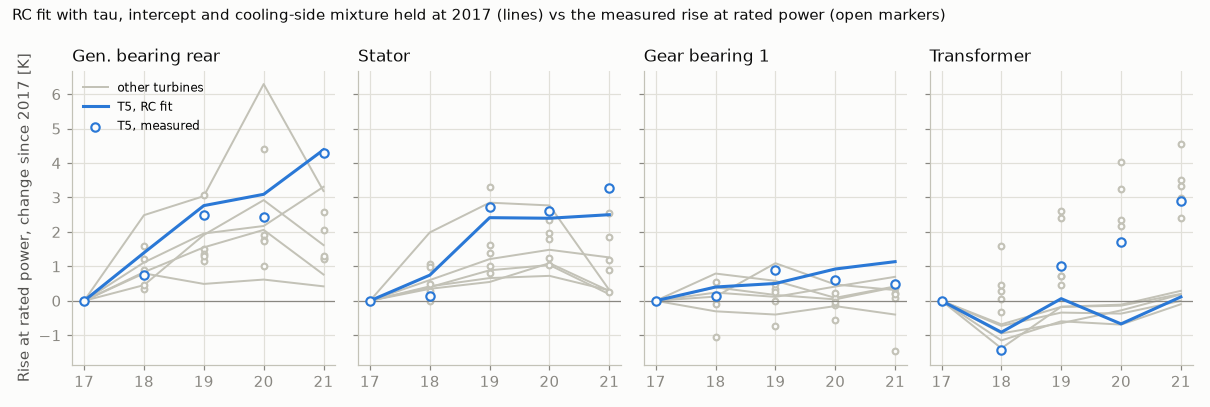 RC fit with tau, intercept and cooling-side mixture held at 2017 (lines) vs the measured rise at rated power (open markers)
Gen. bearing rear
Stator
Gear bearing 1
Transformer
Rise at rated power, change since 2017 [K]
other turbines
T5, RC fit
T5, measured
6
5
4
3
2
1
0
−1
17 18 19 20 21
17 18 19 20 21
17 18 19 20 21
17 18 19 20 21